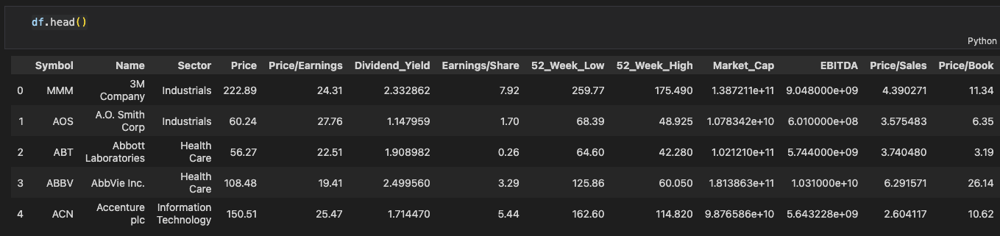 df.head()
Python
Symbol Name Sector Price Price/Earnings Dividend_Yield Earnings/Share 52_Week_Low 52_Week_High Market_Cap EBITDA Price/Sales Price/Book
0 MMM 3M Company Industrials 222.89 24.31 2.332862 7.92 259.77 175.490 1.387211e+11 9.048000e+09 4.390271 11.34
1 AOS A.O. Smith Corp Industrials 60.24 27.76 1.147959 1.70 68.39 48.925 1.078342e+10 6.010000e+08 3.575483 6.35
2 ABT Abbott Laboratories Health Care 56.27 22.51 1.908982 0.26 64.60 42.280 1.021210e+11 5.744000e+09 3.740480 3.19
3 ABBV AbbVie Inc. Health Care 108.48 19.41 2.499560 3.29 125.86 60.050 1.813863e+11 1.031000e+10 6.291571 26.14
4 ACN Accenture plc Information Technology 150.51 25.47 1.714470 5.44 162.60 114.820 9.876586e+10 5.643228e+09 2.604117 10.62